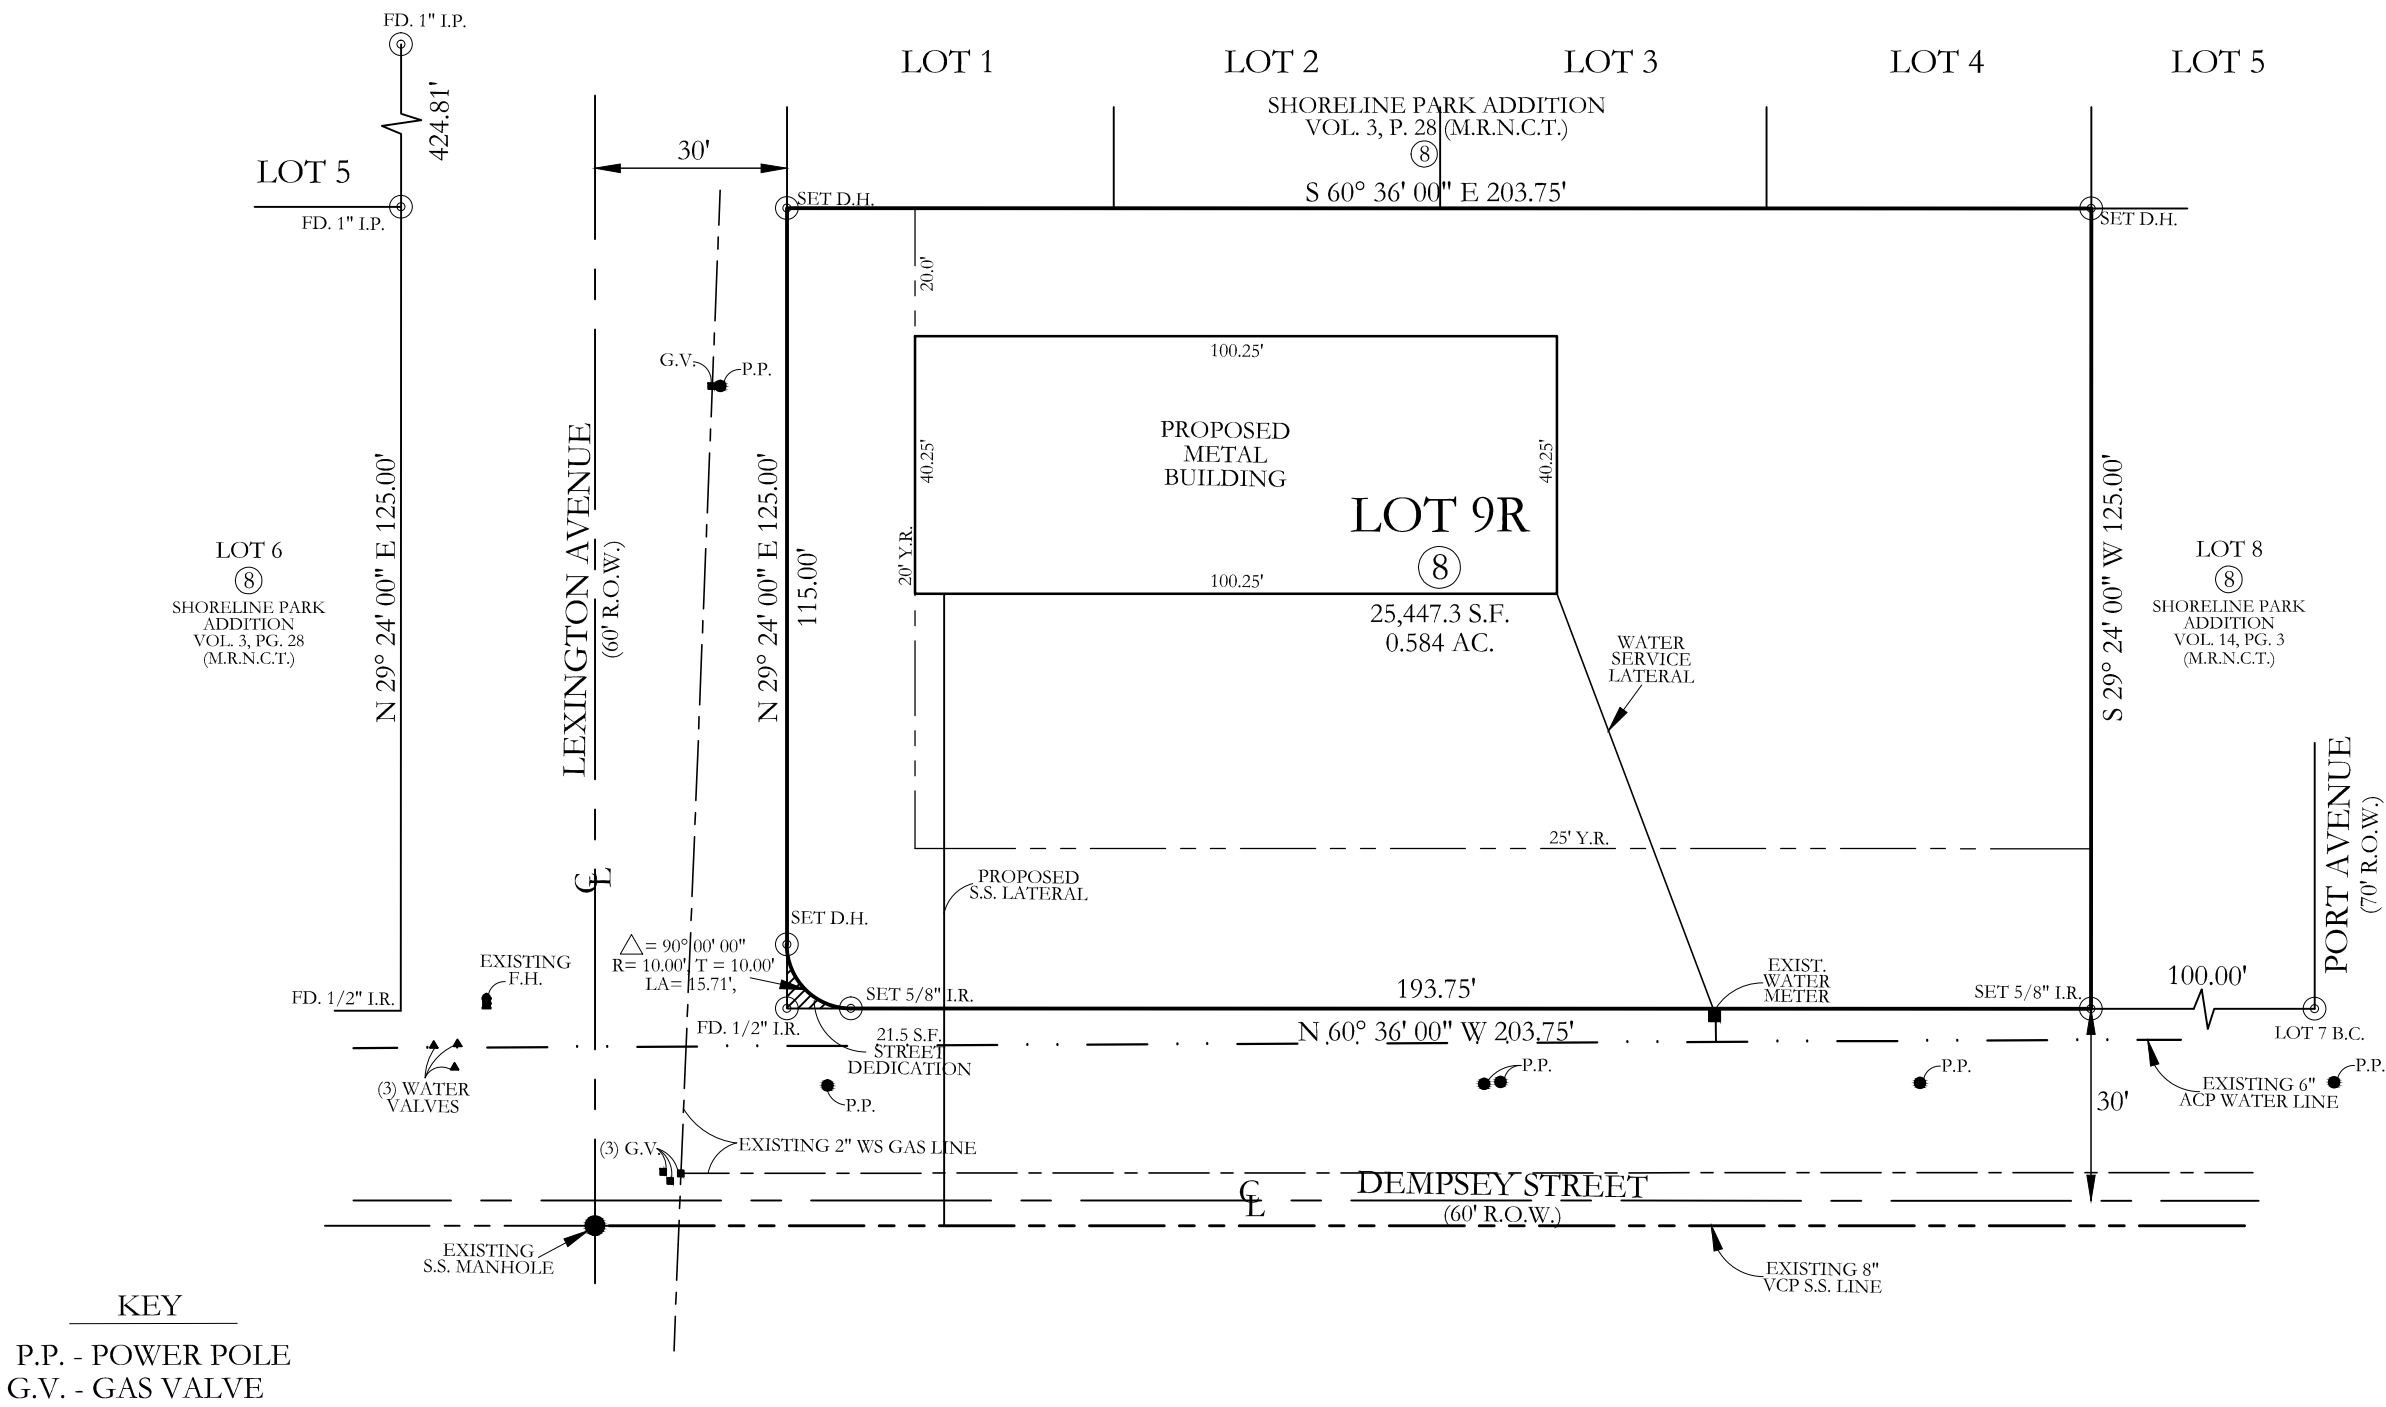 FD. 1" I.P.
424.81'
LOT 1
LOT 2
LOT 3
LOT 4
LOT 5
SHORELINE PARK ADDITION
VOL. 3, P. 28 (M.R.N.C.T.)
8
S 60° 36' 00" E 203.75'
30'
LOT 5
FD. 1" I.P.
SET D.H.
SET D.H.
20.0'
G.V.
P.P.
100.25'
40.25'
PROPOSED
METAL
BUILDING
40.25'
20' Y.R.
100.25'
LOT 9R
8
25,447.3 S.F.
0.584 AC.
N 29° 24' 00" E 125.00'
LEXINGTON AVENUE
(60' R.O.W.)
N 29° 24' 00" E 125.00'
115.00'
S 29° 24' 00" W 125.00'
LOT 6
8
SHORELINE PARK
ADDITION
VOL. 3, PG. 28
(M.R.N.C.T.)
LOT 8
8
SHORELINE PARK
ADDITION
VOL. 14, PG. 3
(M.R.N.C.T.)
WATER
SERVICE
LATERAL
25' Y.R.
PORT AVENUE
(70' R.O.W.)
PROPOSED
S.S. LATERAL
CL
SET D.H.
△= 90° 00' 00"
R= 10.00', T = 10.00'
LA= 15.71',
EXISTING
F.H.
FD. 1/2" I.R.
SET 5/8" I.R.
193.75'
EXIST.
WATER
METER
SET 5/8" I.R.
100.00'
FD. 1/2" I.R.
21.5 S.F.
STREET
DEDICATION
N 60° 36' 00" W 203.75'
LOT 7 B.C.
(3) WATER
VALVES
P.P.
P.P.
P.P.
P.P.
EXISTING 6"
ACP WATER LINE
30'
(3) G.V.
EXISTING 2" WS GAS LINE
CL
DEMPSEY STREET
(60' R.O.W.)
EXISTING
S.S. MANHOLE
EXISTING 8"
VCP S.S. LINE
KEY
P.P. - POWER POLE
G.V. - GAS VALVE